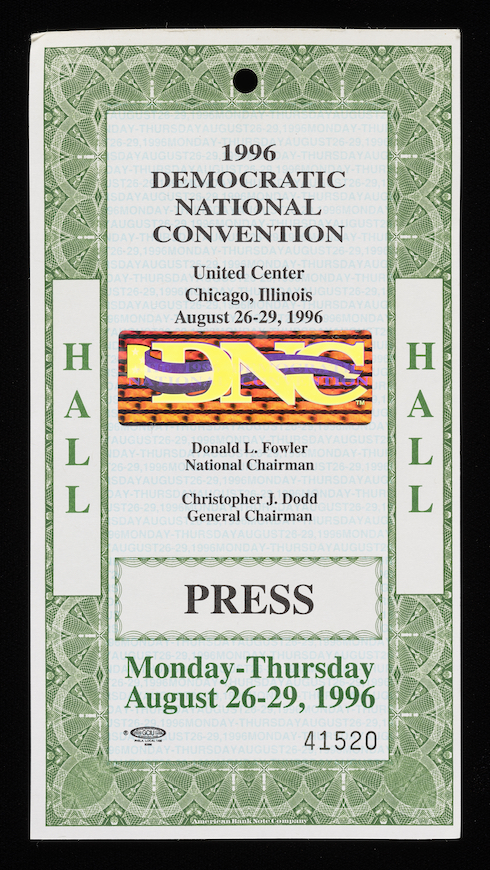 1996
DEMOCRATIC
NATIONAL
CONVENTION
United Center
Chicago, Illinois
August 26-29, 1996
HALL
DNC™
HALL
Donald L. Fowler
National Chairman
Christopher J. Dodd
General Chairman
PRESS
Monday-Thursday
August 26-29, 1996
® GCIU
41520
American Bank Note Company